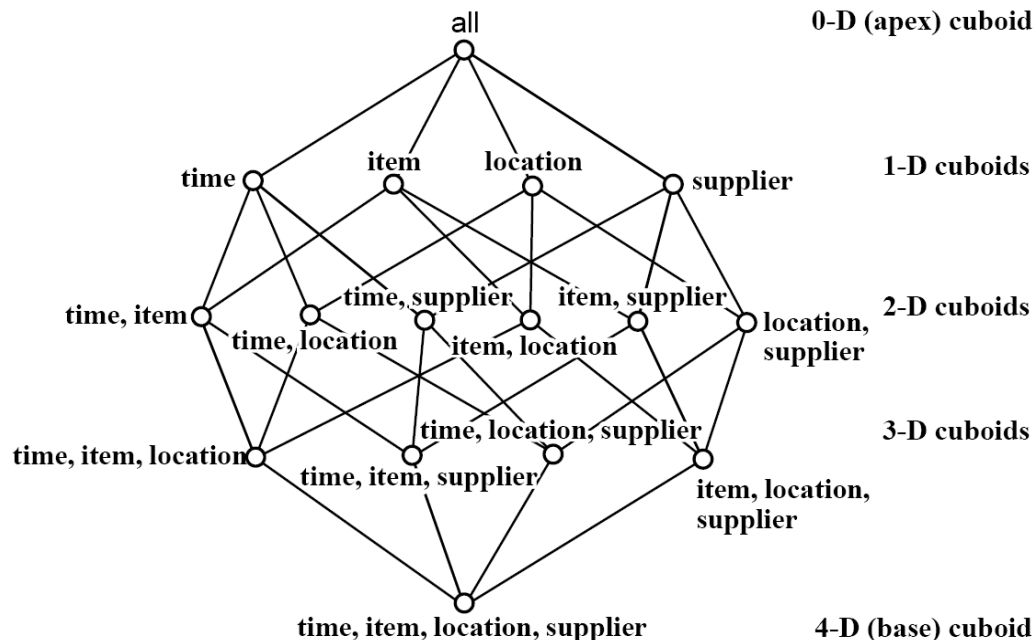 all
0-D (apex) cuboid
time
item
location
supplier
1-D cuboids
time, item
time, location
time, supplier
item, location
item, supplier
location,
supplier
2-D cuboids
time, item, location
time, item, supplier
time, location, supplier
item, location,
supplier
3-D cuboids
time, item, location, supplier
4-D (base) cuboid